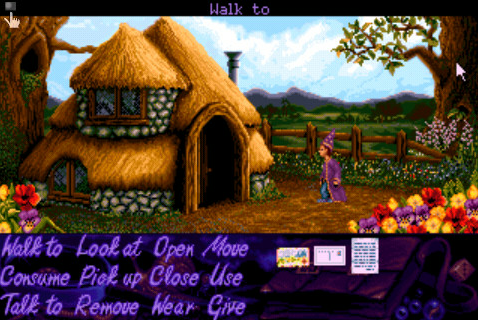 Walk to
Walk to Look at Open Move
Consume Pick up Close Use
Talk to Remove Wear Give